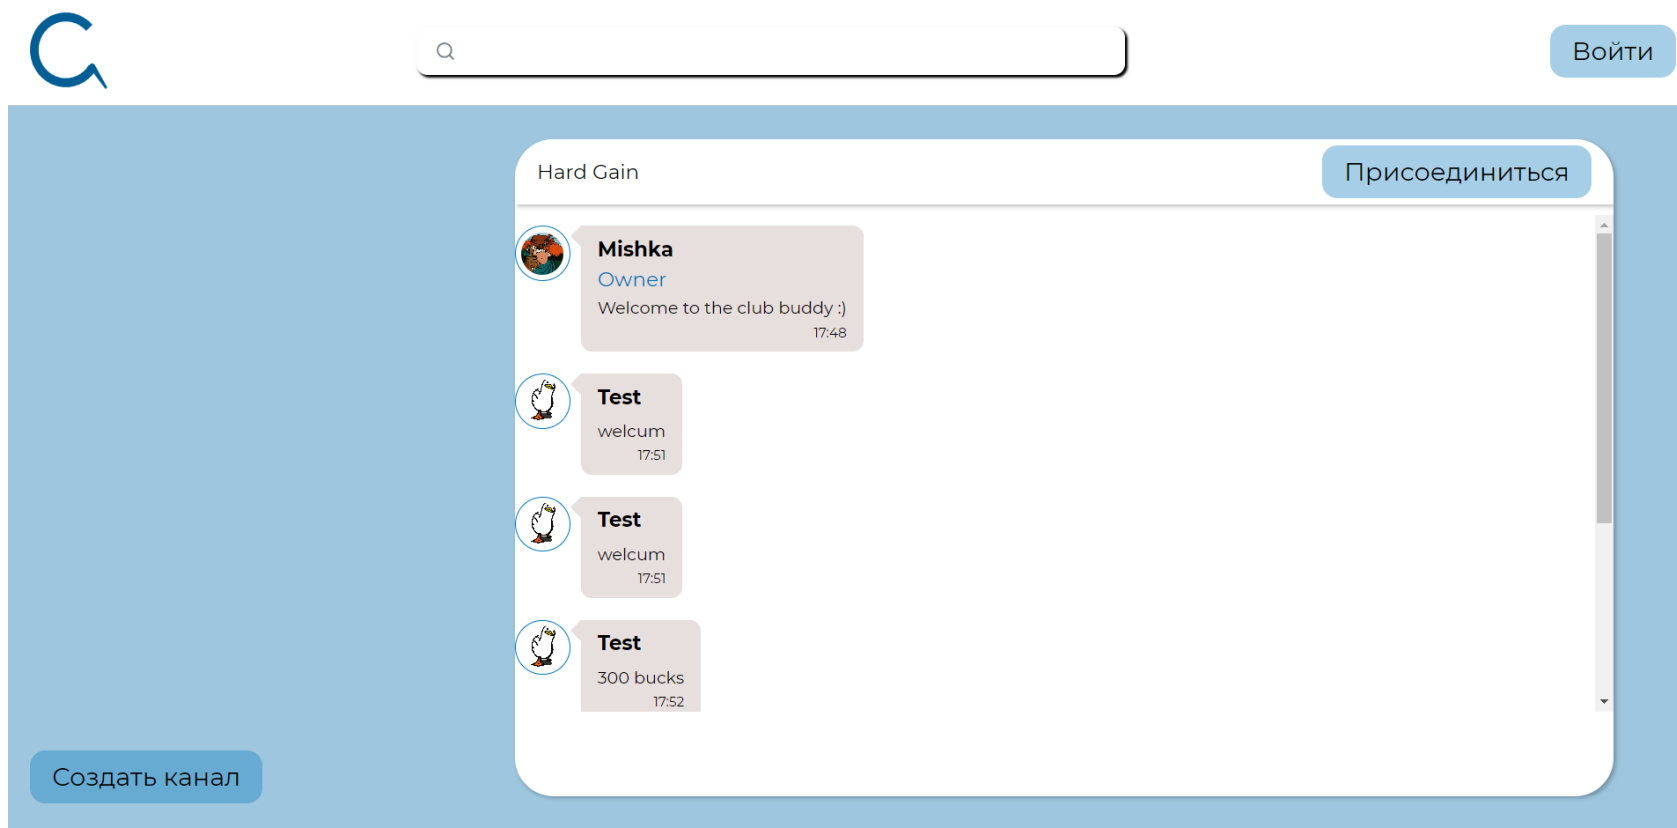 Войти
Hard Gain
Присоединиться
Mishka
Owner
Welcome to the club buddy :)
17:48
Test
welcum
17:51
Test
welcum
17:51
Test
300 bucks
17:52
Создать канал